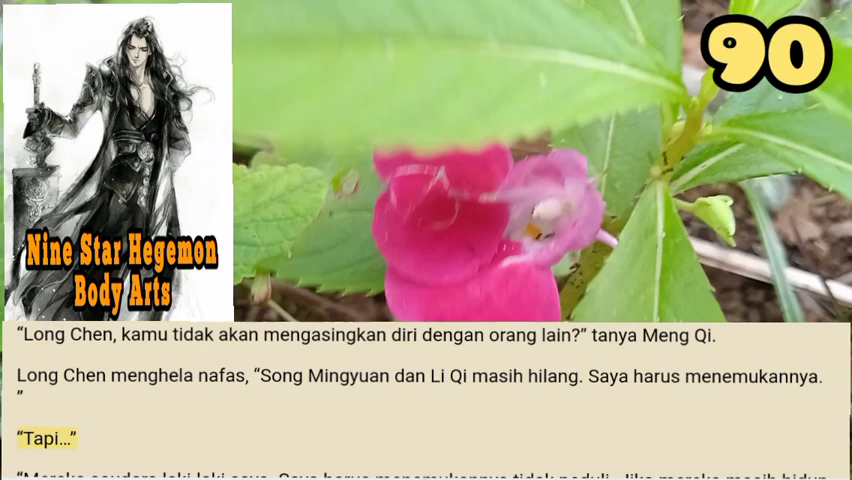 90
Nine Star Hegemon
Body Arts
“Long Chen, kamu tidak akan mengasingkan diri dengan orang lain?” tanya Meng Qi.
Long Chen menghela nafas, “Song Mingyuan dan Li Qi masih hilang. Saya harus menemukannya.
”
“Tapi…”